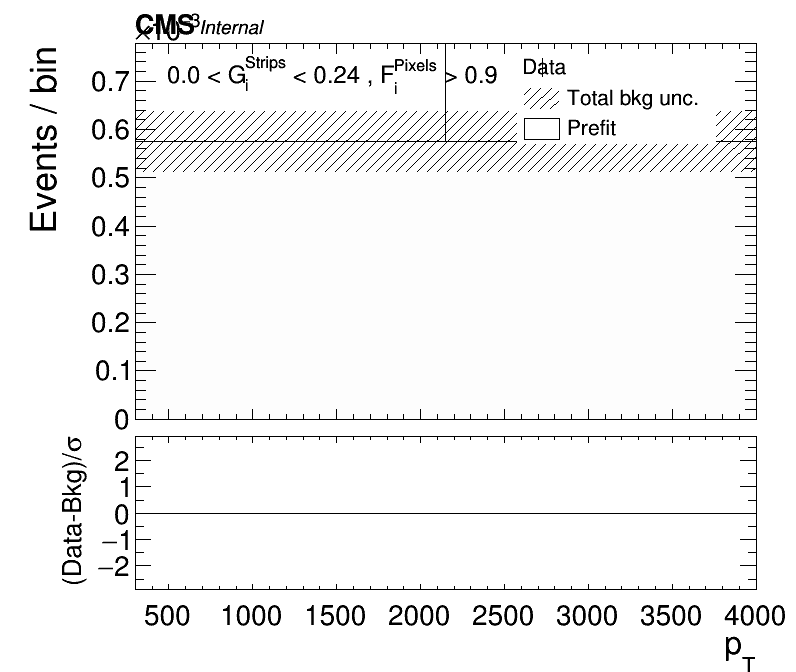 CMS Internal
×10⁻³
0.0 < G_i^Strips < 0.24 , F_i^Pixels > 0.9
Data
Total bkg unc.
Prefit
Events / bin
0.7
0.6
0.5
0.4
0.3
0.2
0.1
0
(Data-Bkg)/σ
2
1
0
−1
−2
500 1000 1500 2000 2500 3000 3500 4000
p_T